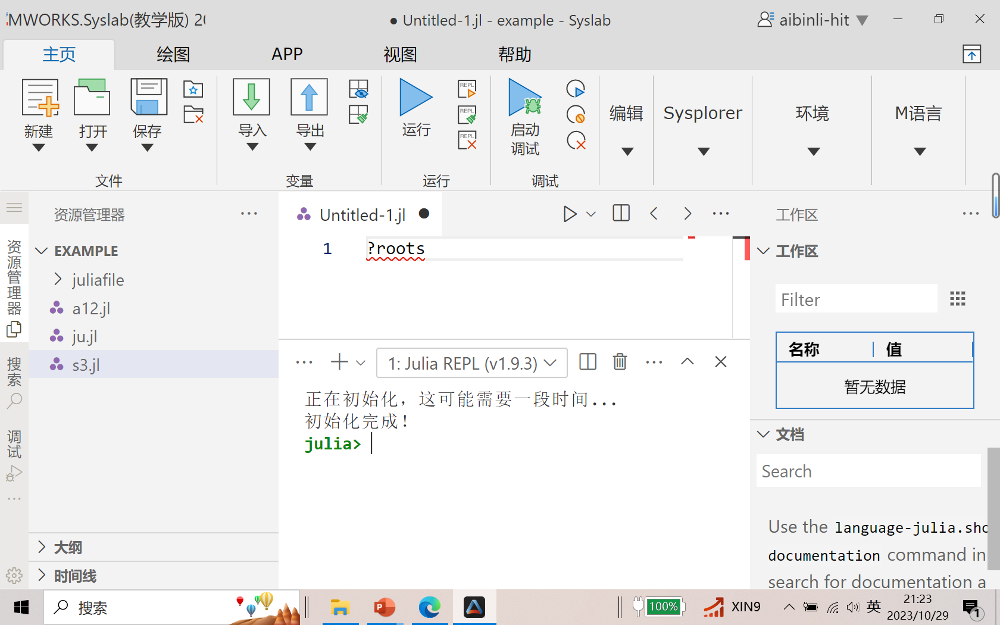 MWORKS.Syslab(教学版) 20
● Untitled-1.jl - example - Syslab
aibinli-hit
主页
绘图
APP
视图
帮助
新建
打开
保存
导入
导出
运行
启动
调试
编辑
Sysplorer
环境
M语言
REPL
REPL
REPL
文件
变量
运行
调试
资源管理器
搜索
调试
资源管理器
EXAMPLE
juliafile
a12.jl
ju.jl
s3.jl
大纲
时间线
Untitled-1.jl
1 ?roots
1: Julia REPL (v1.9.3)
正在初始化，这可能需要一段时间...
初始化完成！
julia>
工作区
工作区
Filter
名称 值
暂无数据
文档
Search
Use the language-julia.sho
documentation command in
search for documentation a
搜索
100%
XIN9
英
21:23
2023/10/29
1